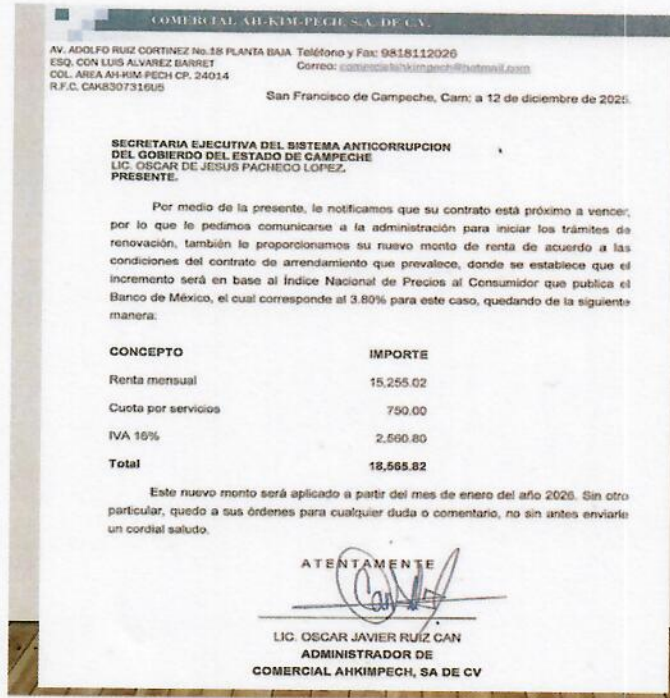 COMERCIAL AH-KIM-PECH, S.A. DE C.V.
AV. ADOLFO RUIZ CORTINEZ No.18 PLANTA BAJA Teléfono y Fax: 9818112026
ESQ. CON LUIS ALVAREZ BARRET Correo: comercialahkimpech@hotmail.com
COL. AREA AH-KIM-PECH CP. 24014
R.F.C. CAK8307316U5
San Francisco de Campeche, Cam; a 12 de diciembre de 2025.
SECRETARIA EJECUTIVA DEL SISTEMA ANTICORRUPCION
DEL GOBIERDO DEL ESTADO DE CAMPECHE
LIC. OSCAR DE JESUS PACHECO LOPEZ.
PRESENTE.
Por medio de la presente, le notificamos que su contrato está próximo a vencer,
por lo que le pedimos comunicarse a la administración para iniciar los trámites de
renovación, también le proporcionamos su nuevo monto de renta de acuerdo a las
condiciones del contrato de arrendamiento que prevalece, donde se establece que el
incremento será en base al Índice Nacional de Precios al Consumidor que publica el
Banco de México, el cual corresponde al 3.80% para este caso, quedando de la siguiente
manera:
CONCEPTO IMPORTE
Renta mensual 15,255.02
Cuota por servicios 750.00
IVA 16% 2,560.80
Total 18,565.82
Este nuevo monto será aplicado a partir del mes de enero del año 2026. Sin otro
particular, quedo a sus órdenes para cualquier duda o comentario, no sin antes enviarle
un cordial saludo.
ATENTAMENTE
LIC. OSCAR JAVIER RUIZ CAN
ADMINISTRADOR DE
COMERCIAL AHKIMPECH, SA DE CV